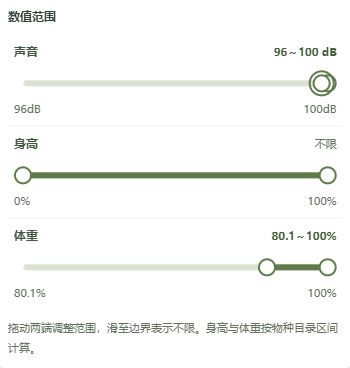 数值范围
声音 96~100 dB
96dB 100dB
身高 不限
0% 100%
体重 80.1~100%
80.1% 100%
拖动两端调整范围，滑至边界表示不限。身高与体重按物种目录区间
计算。